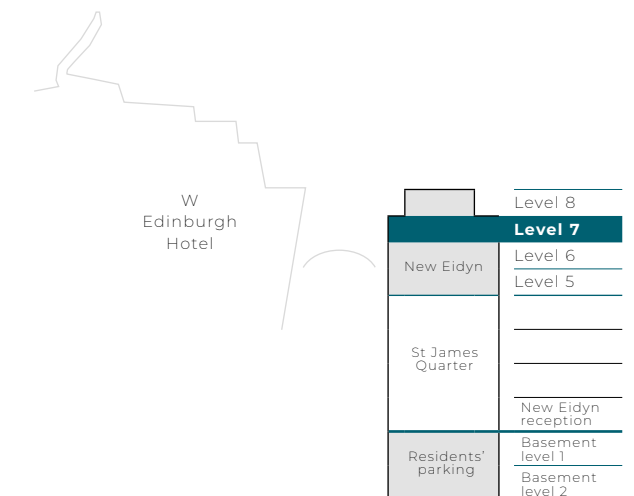 W
Edinburgh
Hotel
Level 8
Level 7
Level 6
New Eidyn
Level 5
St James
Quarter
New Eidyn
reception
Residents’
parking
Basement
level 1
Basement
level 2